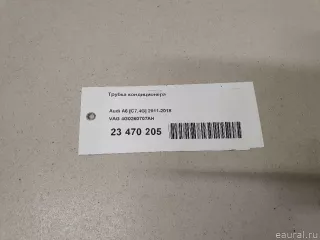 Трубка кондиционера
Audi A6 [C7,4G] 2011-2018
VAG 4G0260707AH
23 470 205
eaural.ru